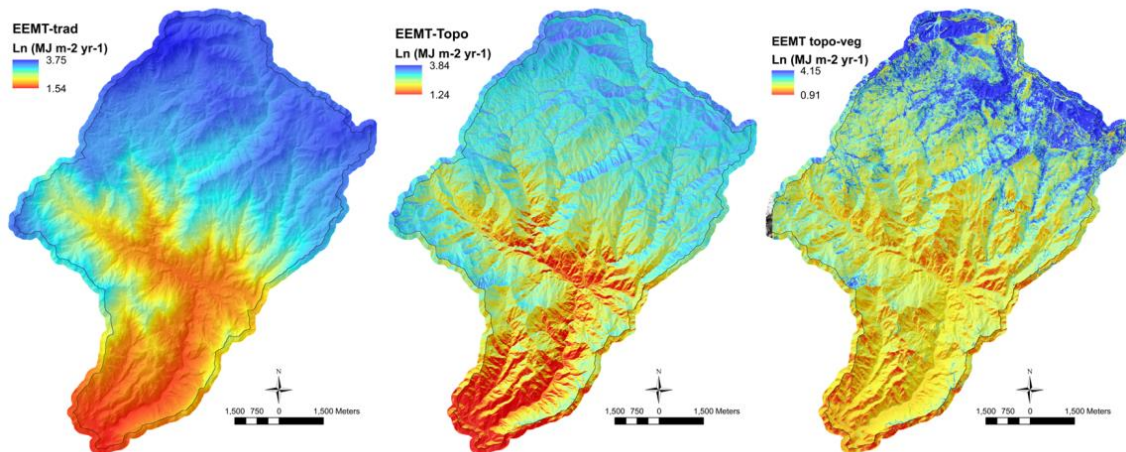 EEMT-trad
Ln (MJ m-2 yr-1)
3.75
1.54
N
1,500 750 0 1,500 Meters
EEMT-Topo
Ln (MJ m-2 yr-1)
3.84
1.24
N
1,500 750 0 1,500 Meters
EEMT topo-veg
Ln (MJ m-2 yr-1)
4.15
0.91
N
1,500 750 0 1,500 Meters